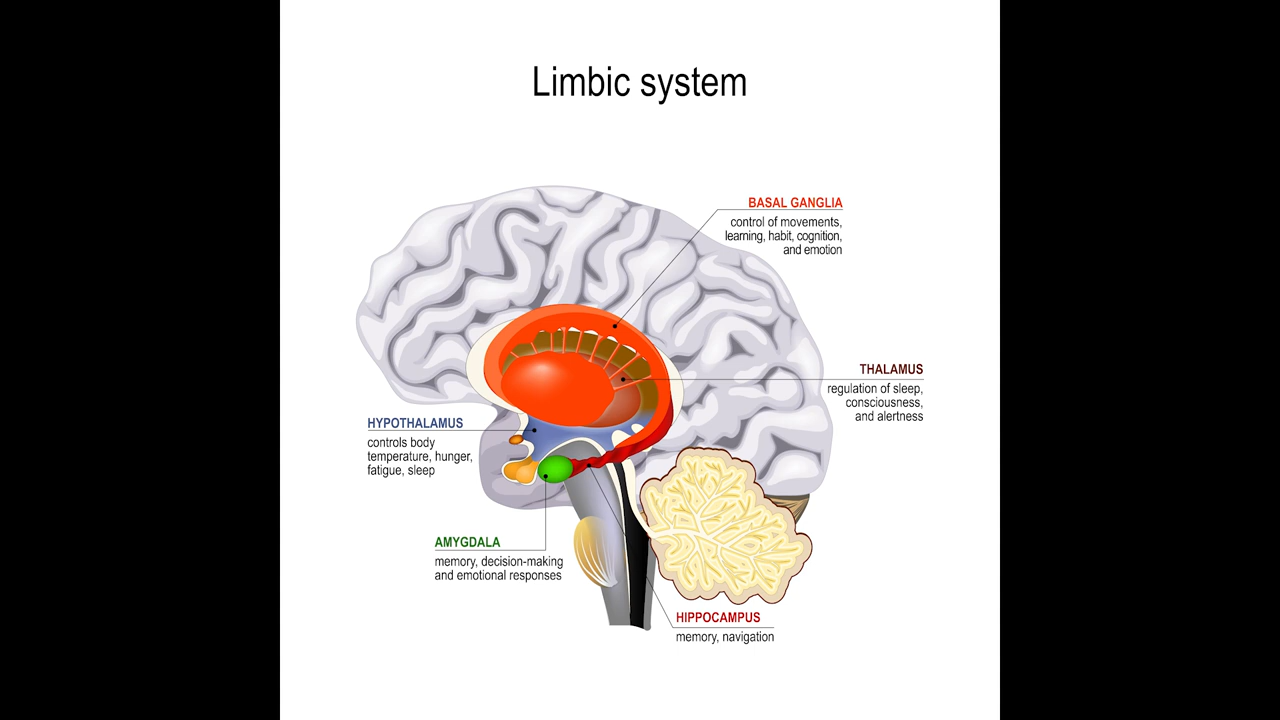 Limbic system
BASAL GANGLIA
control of movements,
learning, habit, cognition,
and emotion
THALAMUS
regulation of sleep,
consciousness,
and alertness
HYPOTHALAMUS
controls body
temperature, hunger,
fatigue, sleep
AMYGDALA
memory, decision-making
and emotional responses
HIPPOCAMPUS
memory, navigation